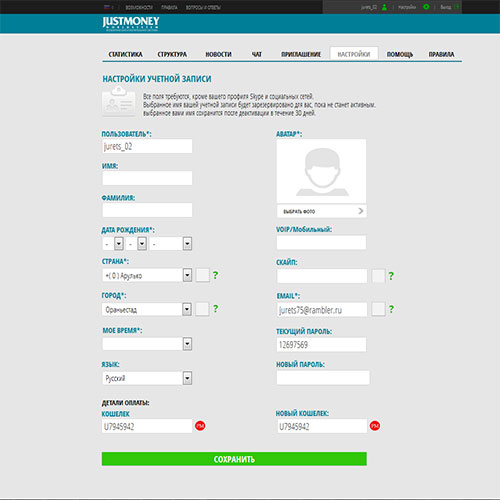 ВОЗМОЖНОСТИ ПРАВИЛА ВОПРОСЫ И ОТВЕТЫ jurets_02 Настройки Выход
JUSTMONEY
СТАТИСТИКА СТРУКТУРА НОВОСТИ ЧАТ ПРИГЛАШЕНИЕ НАСТРОЙКИ ПОМОЩЬ ПРАВИЛА
НАСТРОЙКИ УЧЕТНОЙ ЗАПИСИ
Все поля требуются, кроме вашего профиля Skype и социальных сетей.
Выбранное имя вашей учетной записи будет зарезервировано для вас, пока не станет активным.
выбранное вами имя сохранится после деактивации в течение 30 дней.
ПОЛЬЗОВАТЕЛЬ*: АВАТАР*:
jurets_02
ИМЯ:
ФАМИЛИЯ:
ВЫБРАТЬ ФОТО
ДАТА РОЖДЕНИЯ*: VOIP/Мобильный:
- - -
СТРАНА*: СКАЙП:
+( 0 ) Арулько ? ?
ГОРОД*: EMAIL*:
Ораньестад ? jurets75@rambler.ru ?
МОЕ ВРЕМЯ*: ТЕКУЩИЙ ПАРОЛЬ:
12697569
ЯЗЫК: НОВЫЙ ПАРОЛЬ:
Русский
ДЕТАЛИ ОПЛАТЫ:
КОШЕЛЕК НОВЫЙ КОШЕЛЕК:
U7945942 U7945942
СОХРАНИТЬ